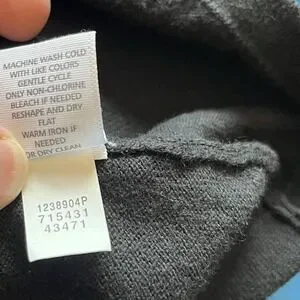 MACHINE WASH COLD
WITH LIKE COLORS
GENTLE CYCLE
ONLY NON-CHLORINE
BLEACH IF NEEDED
RESHAPE AND DRY
FLAT
WARM IRON IF
NEEDED
OR DRY CLEAN
1238904P
715431
43471